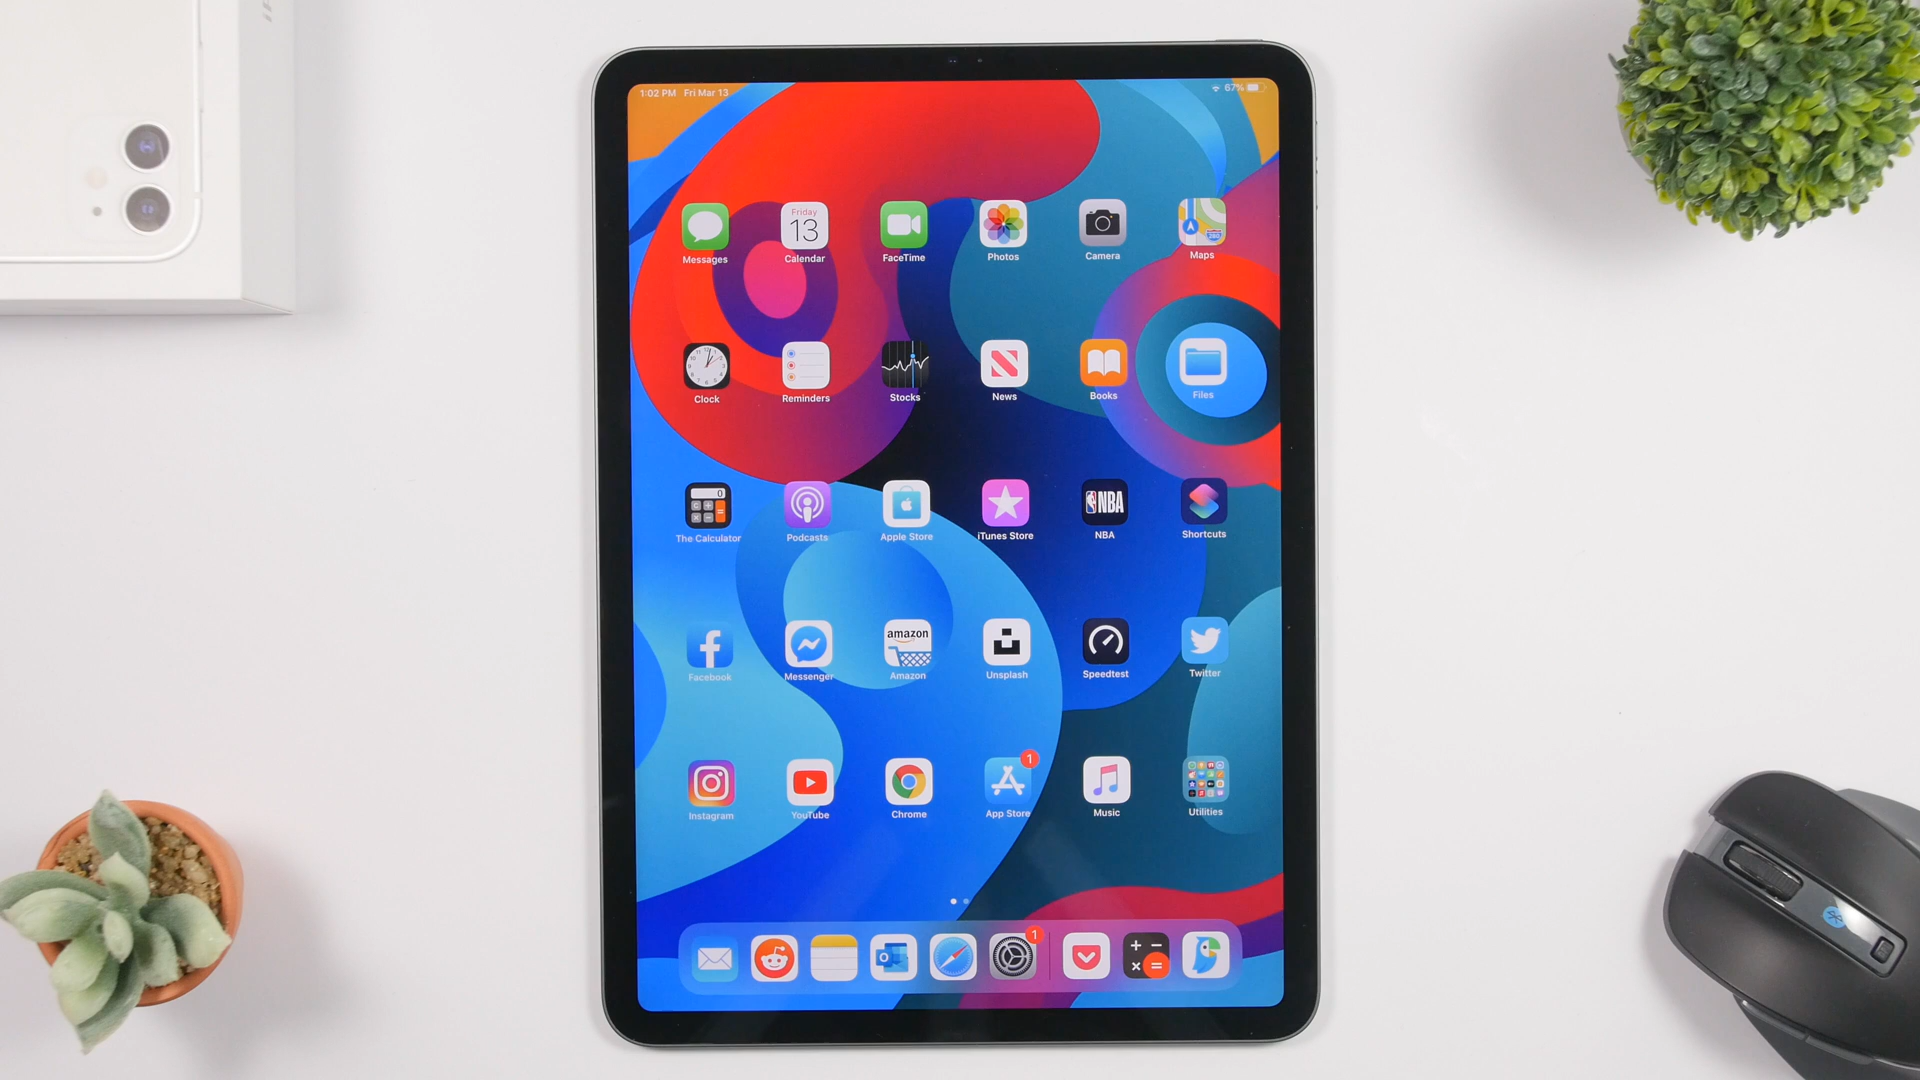 1:02 PM Fri Mar 13
67%
Friday
13
Messages Calendar FaceTime Photos Camera Maps
Clock Reminders Stocks News Books Files
0
NBA
The Calculator Podcasts Apple Store iTunes Store NBA Shortcuts
amazon
Facebook Messenger Amazon Unsplash Speedtest Twitter
1
Instagram YouTube Chrome App Store Music Utilities
1